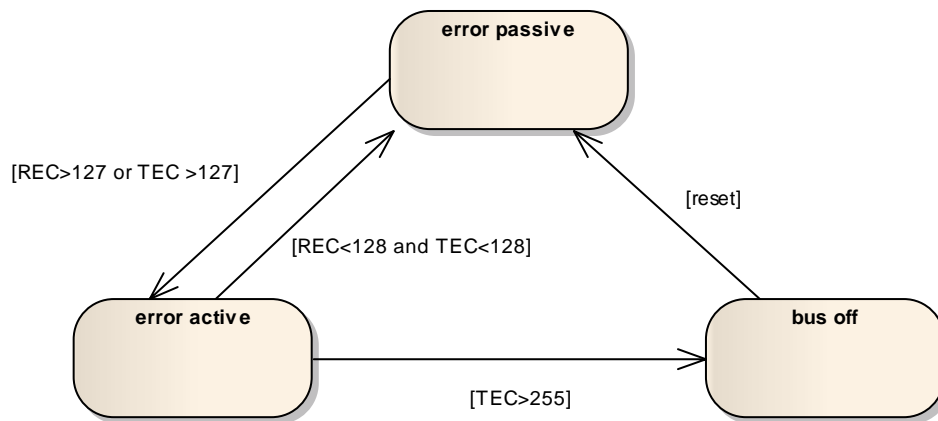 error passive
[REC>127 or TEC >127]
[reset]
[REC<128 and TEC<128]
error active
bus off
[TEC>255]